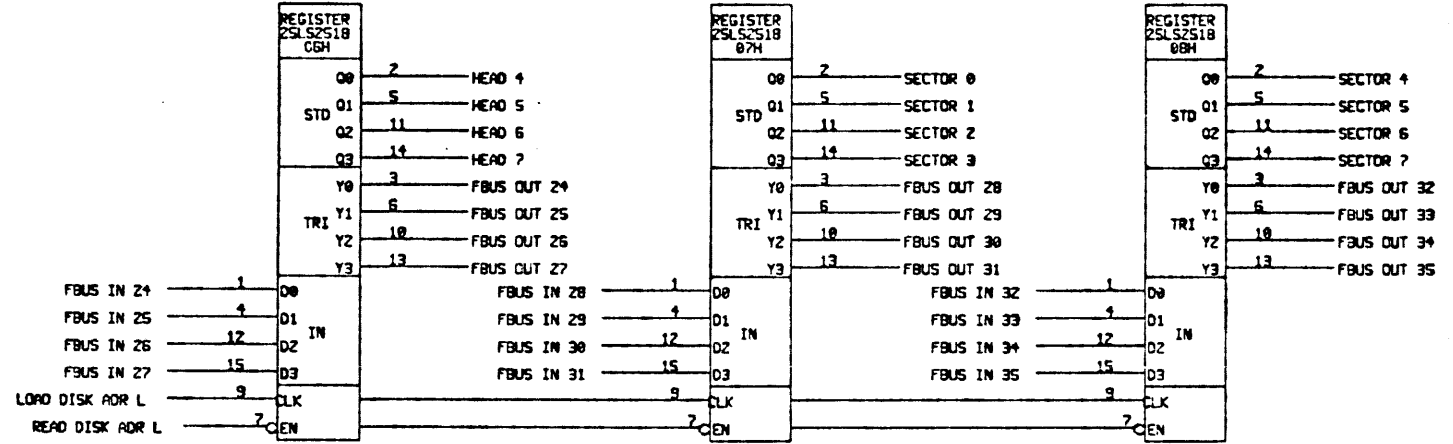 REGISTER
25LS2518
C6H
Q0 2 HEAD 4
STD Q1 5 HEAD 5
Q2 11 HEAD 6
Q3 14 HEAD 7
Y0 3 FBUS OUT 24
TRI Y1 6 FBUS OUT 25
Y2 10 FBUS OUT 26
Y3 13 FBUS OUT 27
FBUS IN 24 1 D0
FBUS IN 25 4 D1 IN
FBUS IN 26 12 D2
FBUS IN 27 15 D3
LOAD DISK ADR L 9 CLK
READ DISK ADR L 7 EN
REGISTER
25LS2518
07H
Q0 2 SECTOR 0
STD Q1 5 SECTOR 1
Q2 11 SECTOR 2
Q3 14 SECTOR 3
Y0 3 FBUS OUT 28
TRI Y1 6 FBUS OUT 29
Y2 10 FBUS OUT 30
Y3 13 FBUS OUT 31
FBUS IN 28 1 D0
FBUS IN 29 4 D1 IN
FBUS IN 30 12 D2
FBUS IN 31 15 D3
9 CLK
7 EN
REGISTER
25LS2518
08H
Q0 2 SECTOR 4
STD Q1 5 SECTOR 5
Q2 11 SECTOR 6
Q3 14 SECTOR 7
Y0 3 FBUS OUT 32
TRI Y1 6 FBUS OUT 33
Y2 10 FBUS OUT 34
Y3 13 FBUS OUT 35
FBUS IN 32 1 D0
FBUS IN 33 4 D1 IN
FBUS IN 34 12 D2
FBUS IN 35 15 D3
9 CLK
7 EN